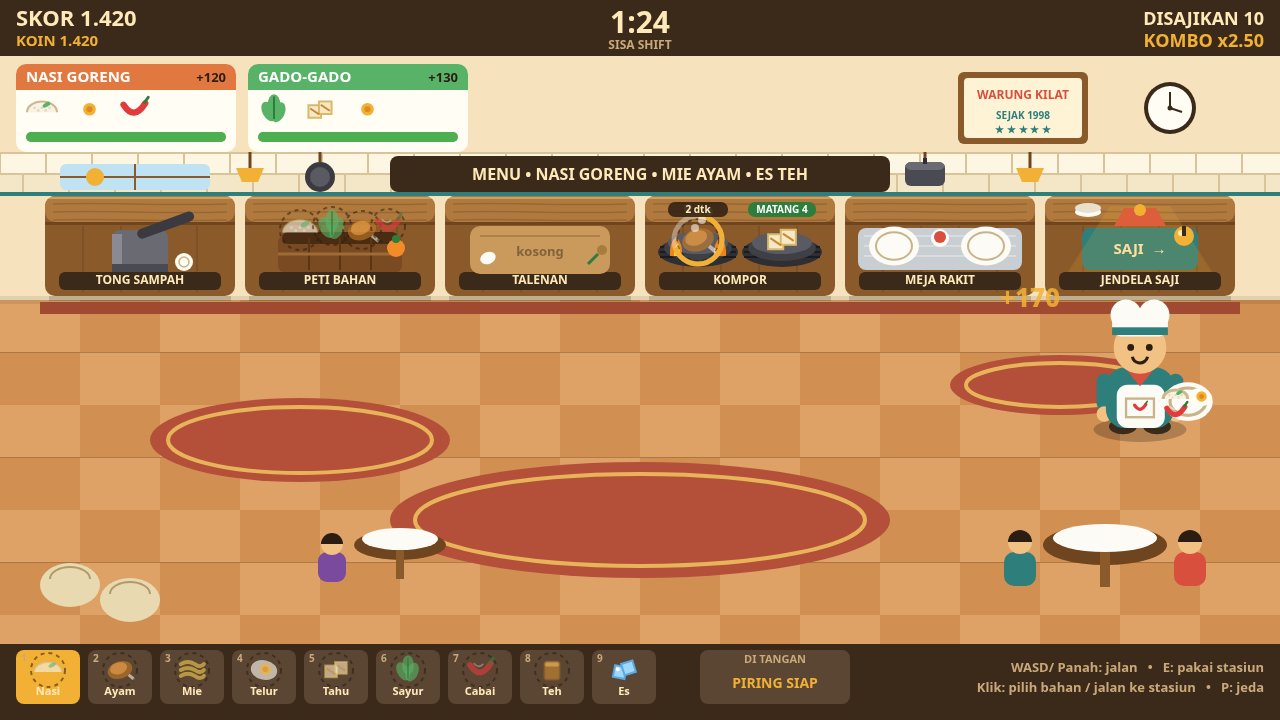 SKOR 1.420
KOIN 1.420
1:24
SISA SHIFT
DISAJIKAN 10
KOMBO x2.50
NASI GORENG +120
GADO-GADO +130
WARUNG KILAT
SEJAK 1998
★★★★★
MENU • NASI GORENG • MIE AYAM • ES TEH
2 dtk
MATANG 4
kosong
SAJI →
TONG SAMPAH
PETI BAHAN
TALENAN
KOMPOR
MEJA RAKIT
JENDELA SAJI
+170
Nasi
2 Ayam
3 Mie
4 Telur
5 Tahu
6 Sayur
7 Cabai
8 Teh
9 Es
DI TANGAN
PIRING SIAP
WASD/ Panah: jalan • E: pakai stasiun
Klik: pilih bahan / jalan ke stasiun • P: jeda